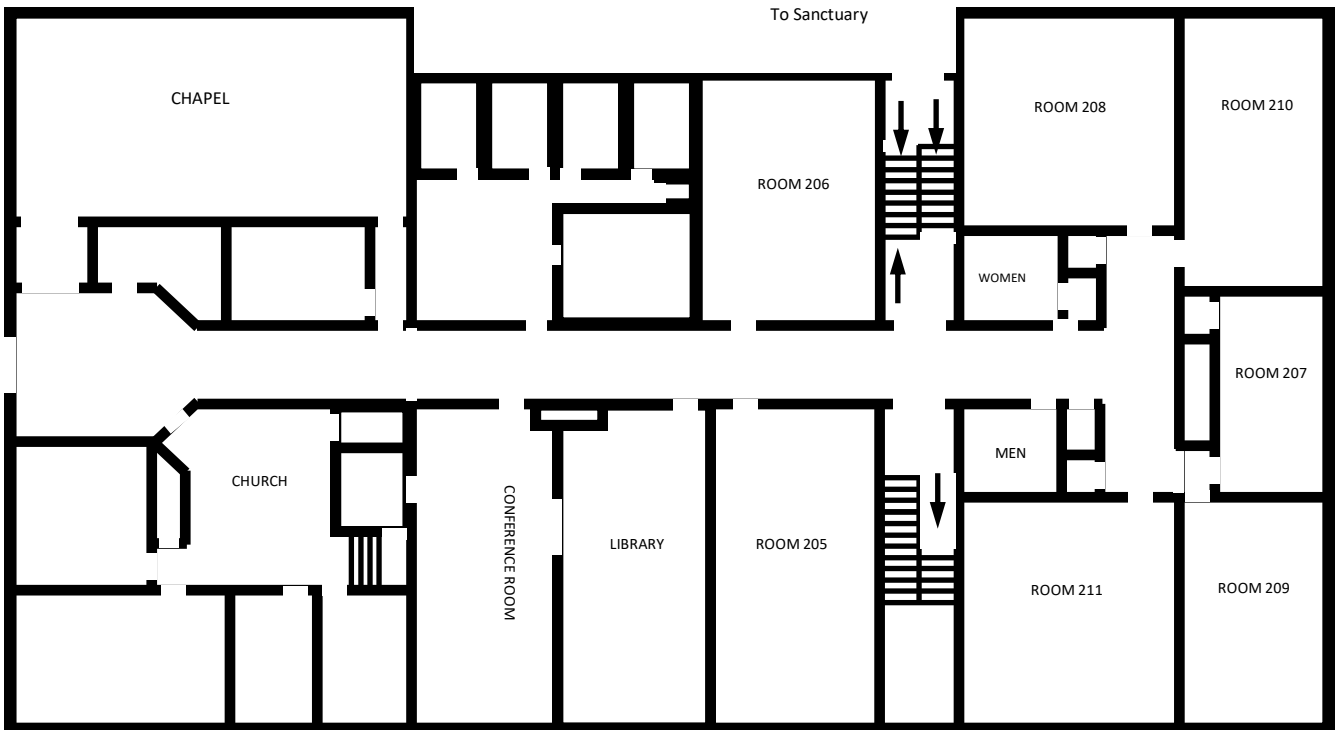 To Sanctuary
CHAPEL
ROOM 208
ROOM 210
ROOM 206
WOMEN
ROOM 207
MEN
CHURCH
CONFERENCE ROOM
LIBRARY
ROOM 205
ROOM 211
ROOM 209